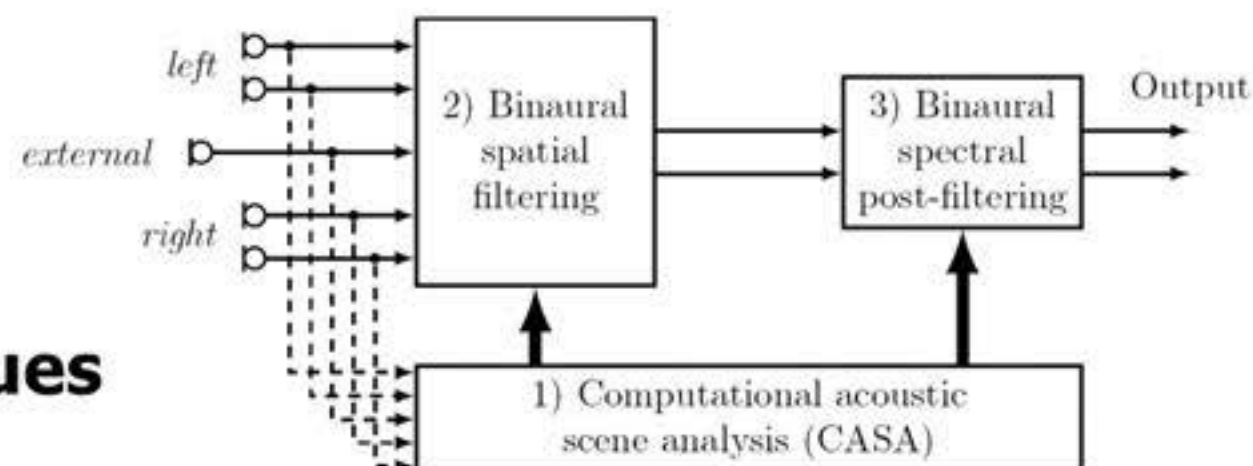 left
external
right
2) Binaural
spatial
filtering
3) Binaural
spectral
post-filtering
Output
ues
1) Computational acoustic
scene analysis (CASA)